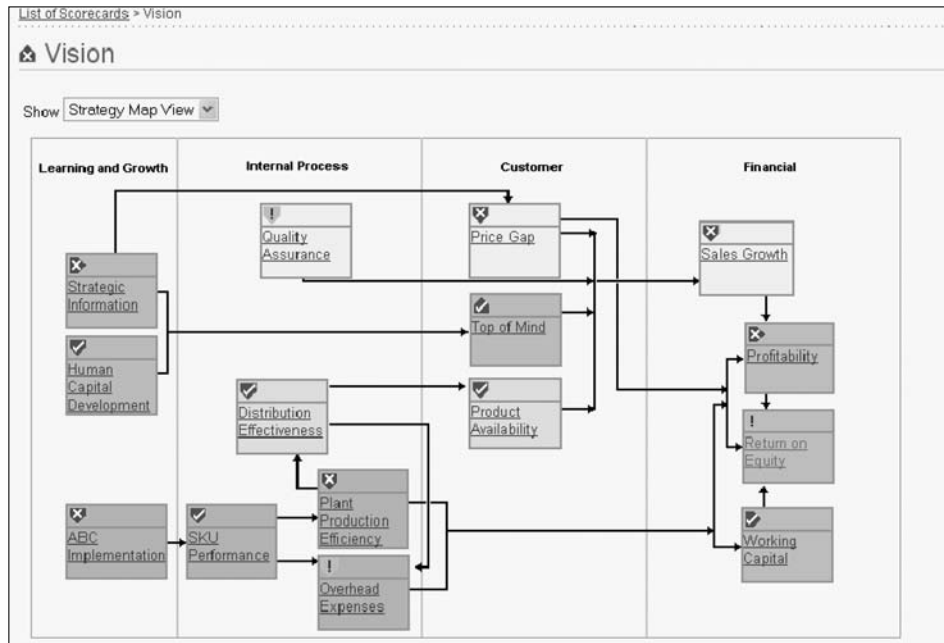 List of Scorecards > Vision
Vision
Show Strategy Map View
Learning and Growth
Internal Process
Customer
Financial
Strategic
Information
Human
Capital
Development
ABC
Implementation
Quality
Assurance
Distribution
Effectiveness
Plant
Production
Efficiency
SKU
Performance
Overhead
Expenses
Price Gap
Top of Mind
Product
Availability
Sales Growth
Profitability
Return on
Equity
Working
Capital